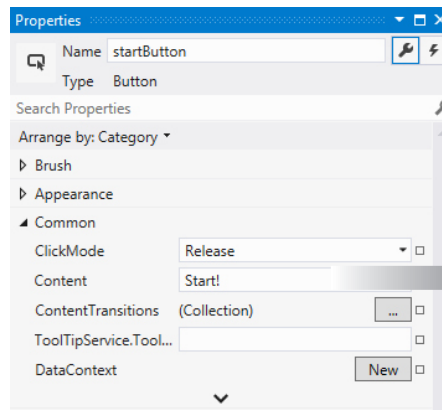 Properties
Name startButton
Type Button
Search Properties
Arrange by: Category
Brush
Appearance
Common
ClickMode Release
Content Start!
ContentTransitions (Collection) ...
ToolTipService.Tool...
DataContext New